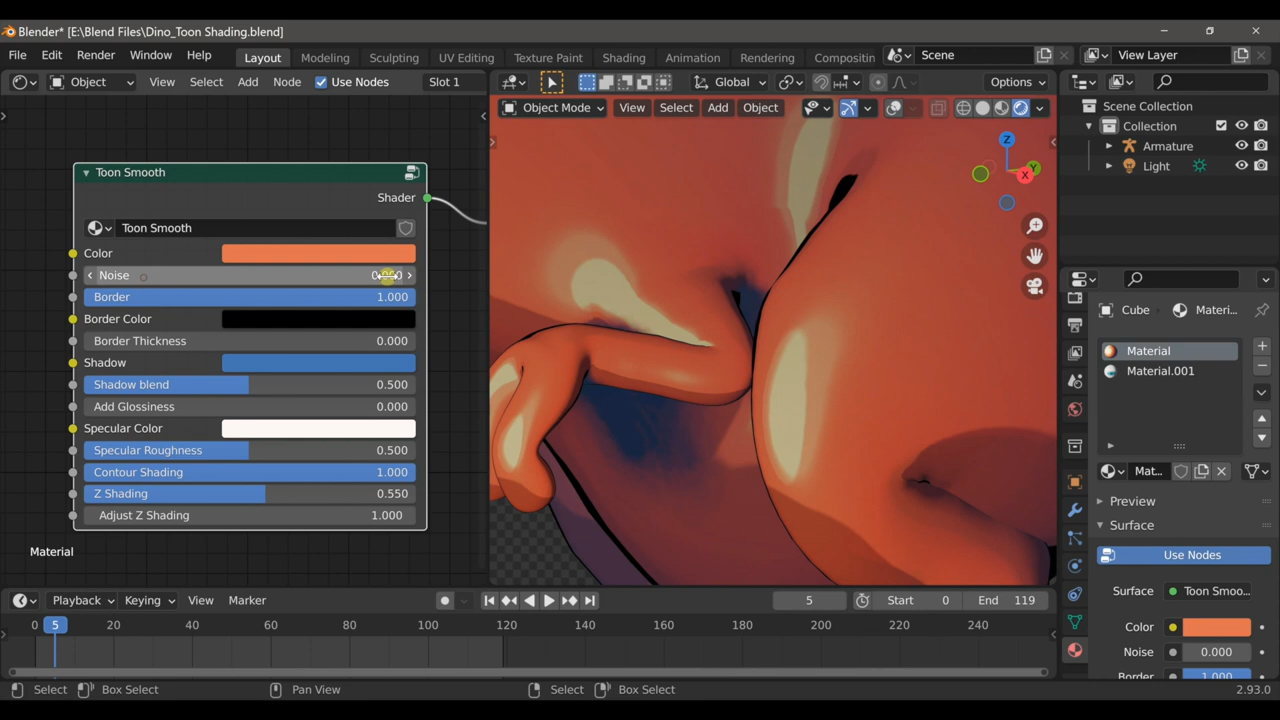 Blender* [E:\Blend Files\Dino_Toon Shading.blend]
File Edit Render Window Help Layout Modeling Sculpting UV Editing Texture Paint Shading Animation Rendering Compositin Scene View Layer
Object View Select Add Node Use Nodes Slot 1 Global Options
Object Mode View Select Add Object
Scene Collection
Collection
Armature
Light
Toon Smooth
Shader
Toon Smooth
Color
Noise
Border 1.000
Border Color
Border Thickness 0.000
Shadow
Shadow blend 0.500
Add Glossiness 0.000
Specular Color
Specular Roughness 0.500
Contour Shading 1.000
Z Shading 0.550
Adjust Z Shading 1.000
Material
Z
Y
X
Cube Materi...
Material
Material.001
Mat...
Preview
Surface
Use Nodes
Surface Toon Smoo...
Color
Noise 0.000
Border 1.000
Playback Keying View Marker 5 Start 0 End 119
0 5 20 40 60 80 100 120 140 160 180 200 220 240
Select Box Select Pan View Select Box Select 2.93.0